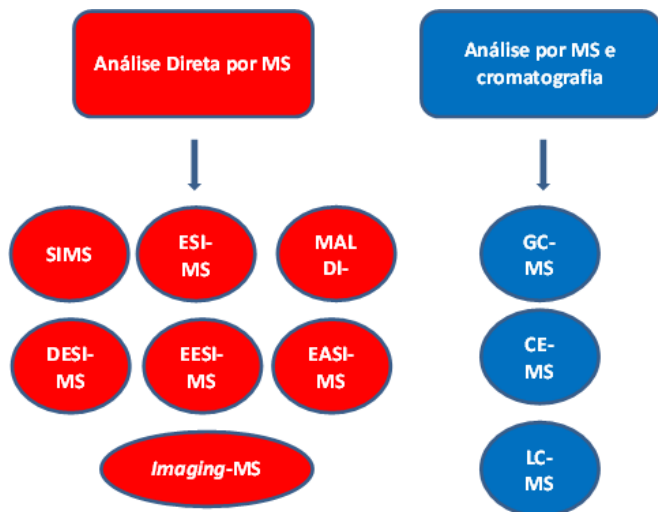 Análise Direta por MS
Análise por MS e
cromatografia
SIMS
ESI-
MS
MAL
DI-
GC-
MS
DESI-
MS
EESI-
MS
EASI-
MS
CE-
MS
Imaging-MS
LC-
MS